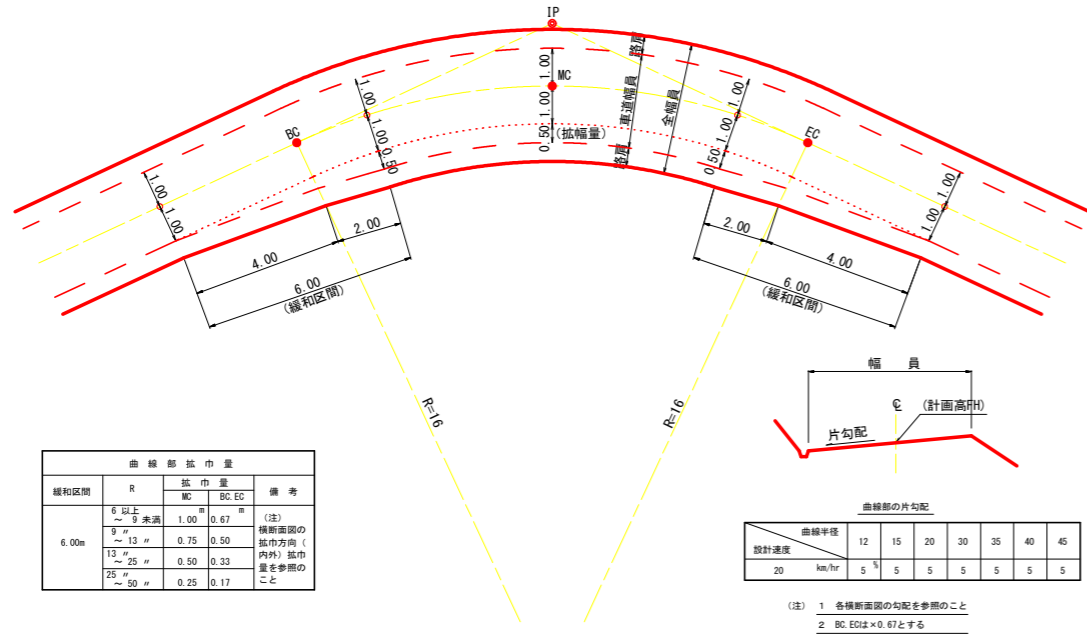 IP
路肩
1.00
MC
1.00
車道幅員
全幅員
1.00
1.00
BC
EC
1.00
1.00
0.50
0.50
(拡幅量)
路肩
0.50
1.00
1.00
1.00
1.00
2.00
2.00
4.00
4.00
6.00
(緩和区間)
6.00
(緩和区間)
R=16
R=16
幅 員
℄
(計画高FH)
片勾配
曲 線 部 拡 巾 量
緩和区間 R 拡 巾 量 備 考
MC BC.EC
6.00m
6 以上 ~ 9 未満 1.00 m 0.67 m
9 〃 ~ 13 〃 0.75 0.50
13 〃 ~ 25 〃 0.50 0.33
25 〃 ~ 50 〃 0.25 0.17
(注)
横断面図の
拡巾方向(
内外)拡巾
量を参照の
こと
曲線部の片勾配
曲線半径 12 15 20 30 35 40 45
設計速度
20 km/hr 5 % 5 5 5 5 5 5
(注) 1 各横断面図の勾配を参照のこと
2 BC.ECは×0.67とする